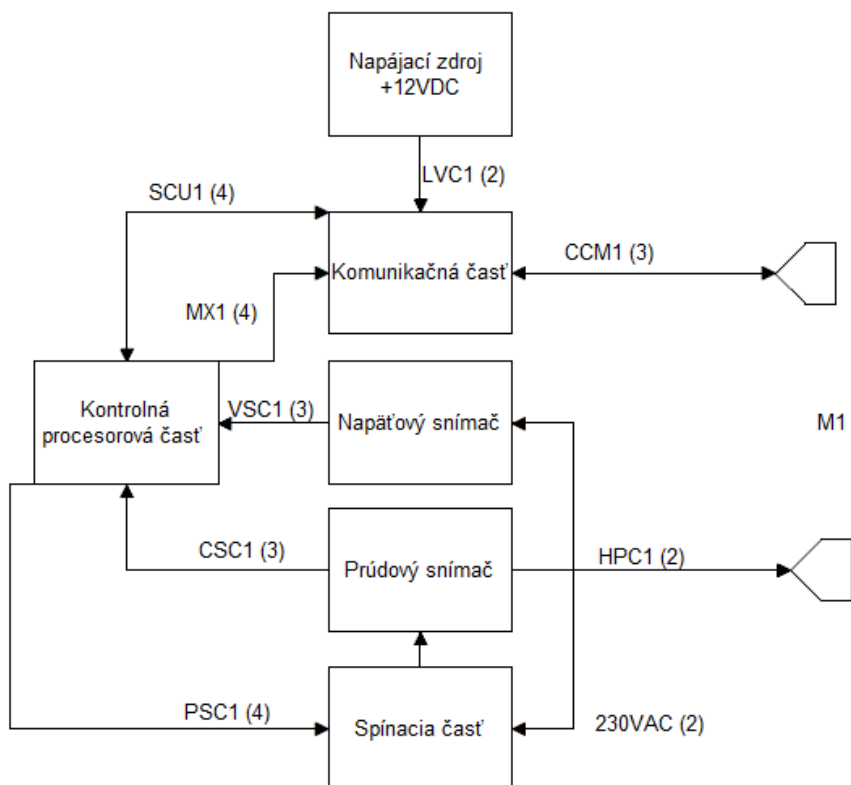 Napájací zdroj
+12VDC
LVC1 (2)
SCU1 (4)
Komunikačná časť
CCM1 (3)
MX1 (4)
Kontrolná
procesorová časť
VSC1 (3)
Napäťový snímač
M1
CSC1 (3)
Prúdový snímač
HPC1 (2)
PSC1 (4)
Spínacia časť
230VAC (2)